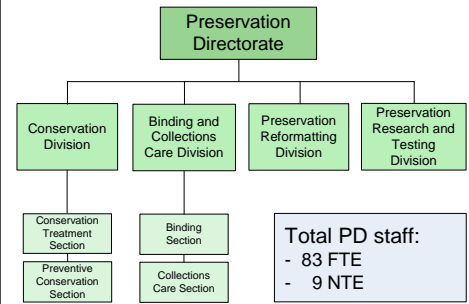 Preservation
Directorate
Conservation
Division
Binding and
Collections
Care Division
Preservation
Reformatting
Division
Preservation
Research and
Testing
Division
Conservation
Treatment
Section
Preventive
Conservation
Section
Binding
Section
Collections
Care Section
Total PD staff:
- 83 FTE
- 9 NTE